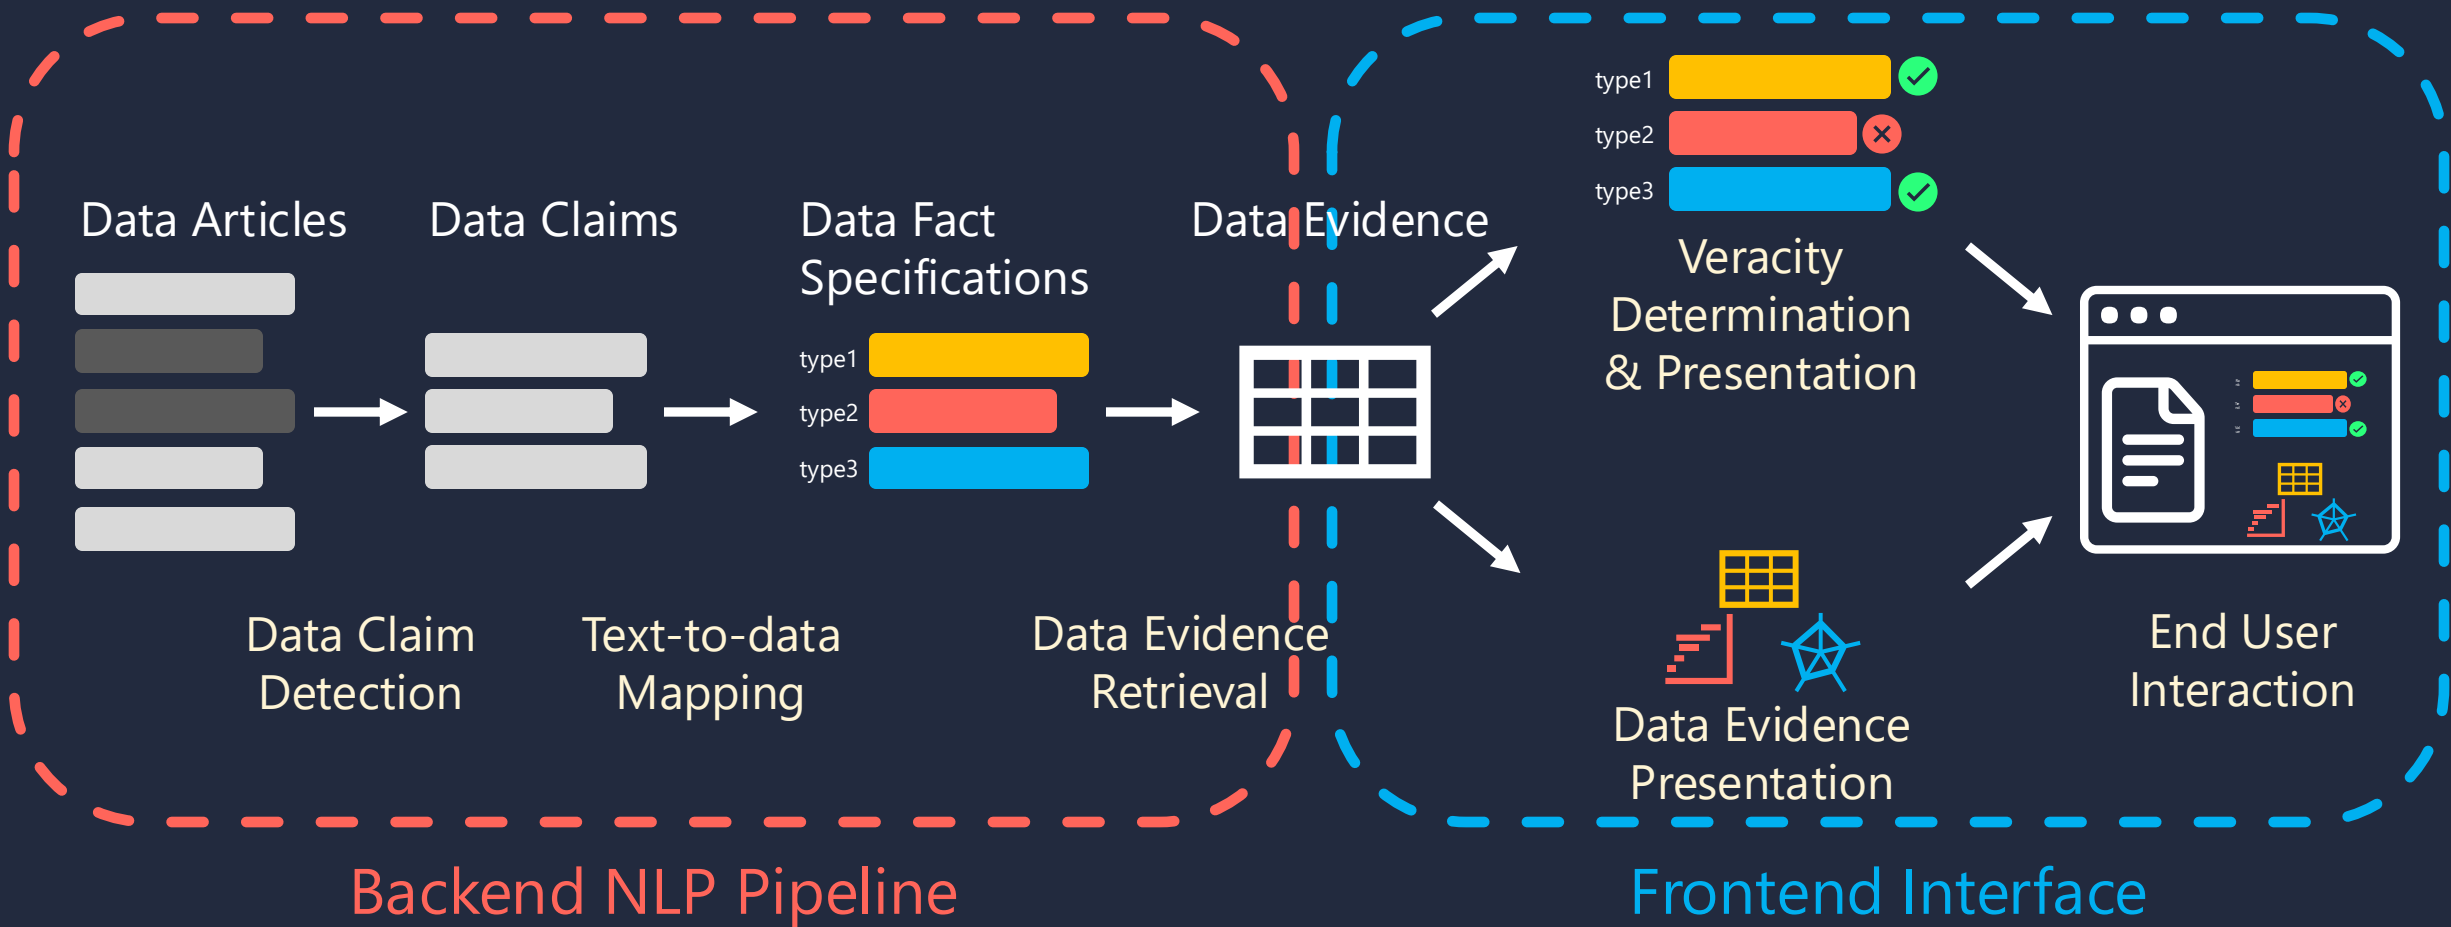 Data Articles
Data Claims
Data Fact
Specifications
type1
type2
type3
Data Evidence
Data Claim
Detection
Text-to-data
Mapping
Data Evidence
Retrieval
Backend NLP Pipeline
type1
type2
type3
Veracity
Determination
& Presentation
Data Evidence
Presentation
End User
Interaction
Frontend Interface